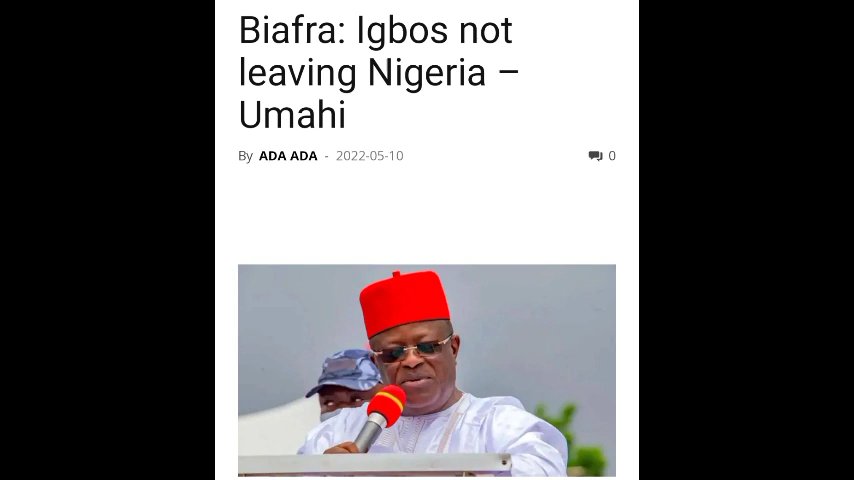 Biafra: Igbos not
leaving Nigeria –
Umahi
By ADA ADA - 2022-05-10
0